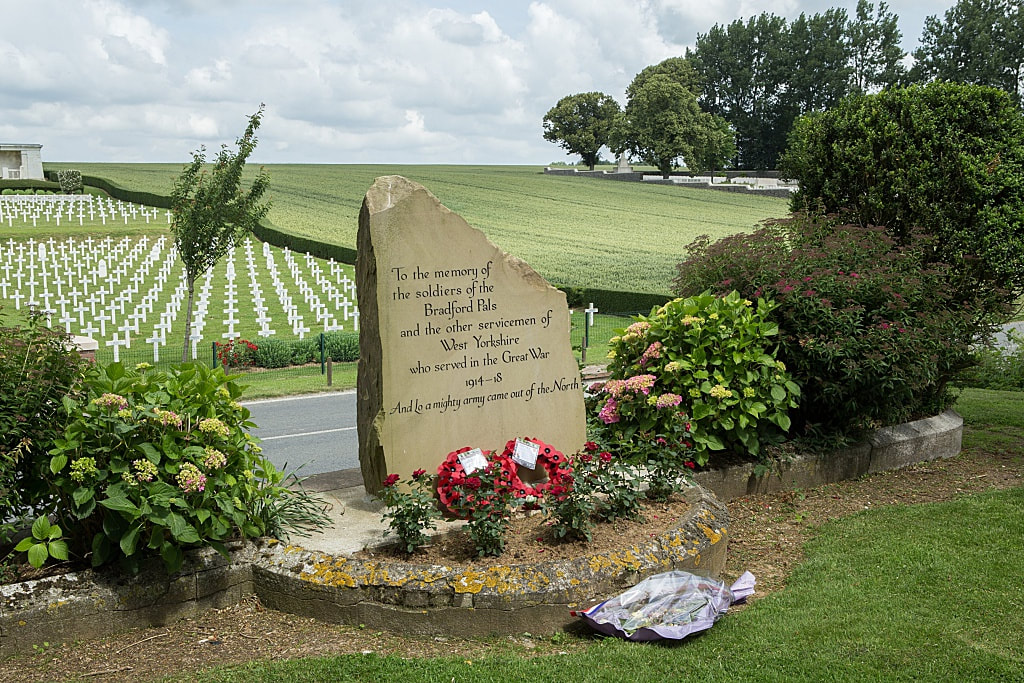 To the memory of
the soldiers of the
Bradford Pals
and the other servicemen of
West Yorkshire
who served in the Great War
1914–18
And Lo a mighty army came out of the North